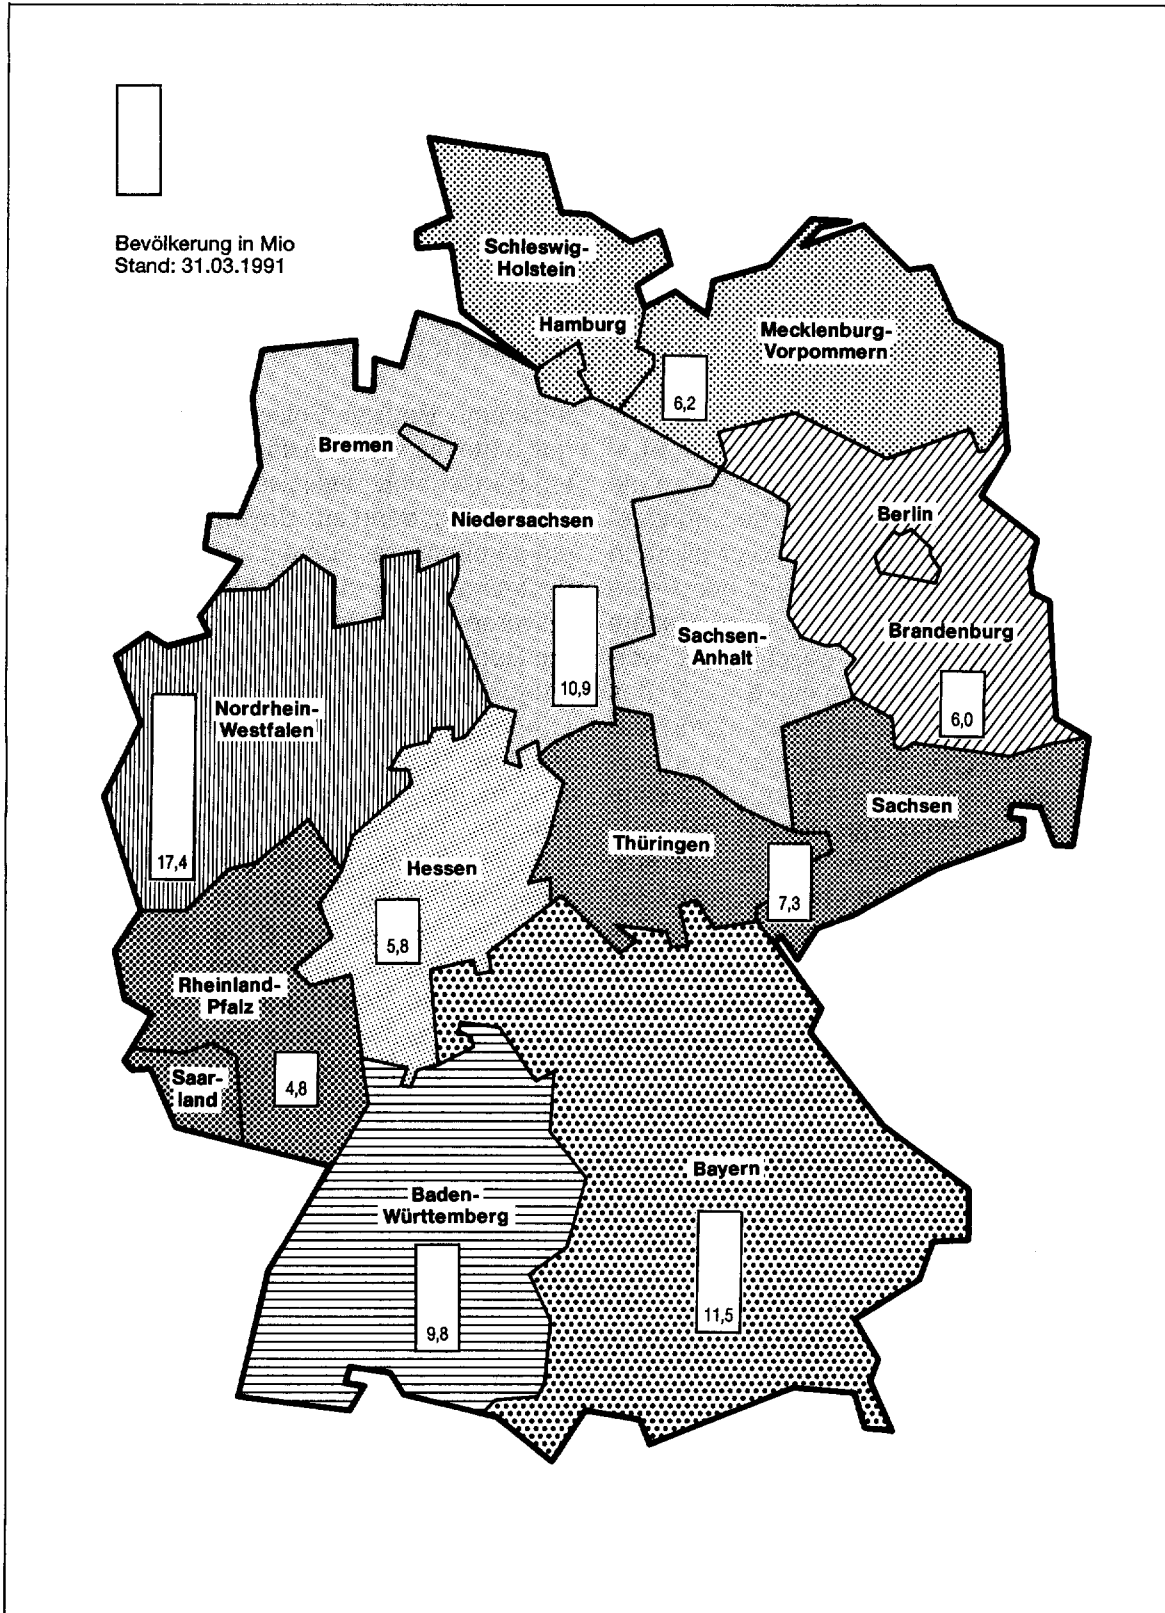 Bevölkerung in Mio
Stand: 31.03.1991
Schleswig-
Holstein
Hamburg
Mecklenburg-
Vorpommern
6,2
Bremen
Niedersachsen
Berlin
Sachsen-
Anhalt
Brandenburg
10,9
6,0
Nordrhein-
Westfalen
17,4
Sachsen
Thüringen
Hessen
7,3
5,8
Rheinland-
Pfalz
Saar-
land
4,8
Bayern
Baden-
Württemberg
11,5
9,8